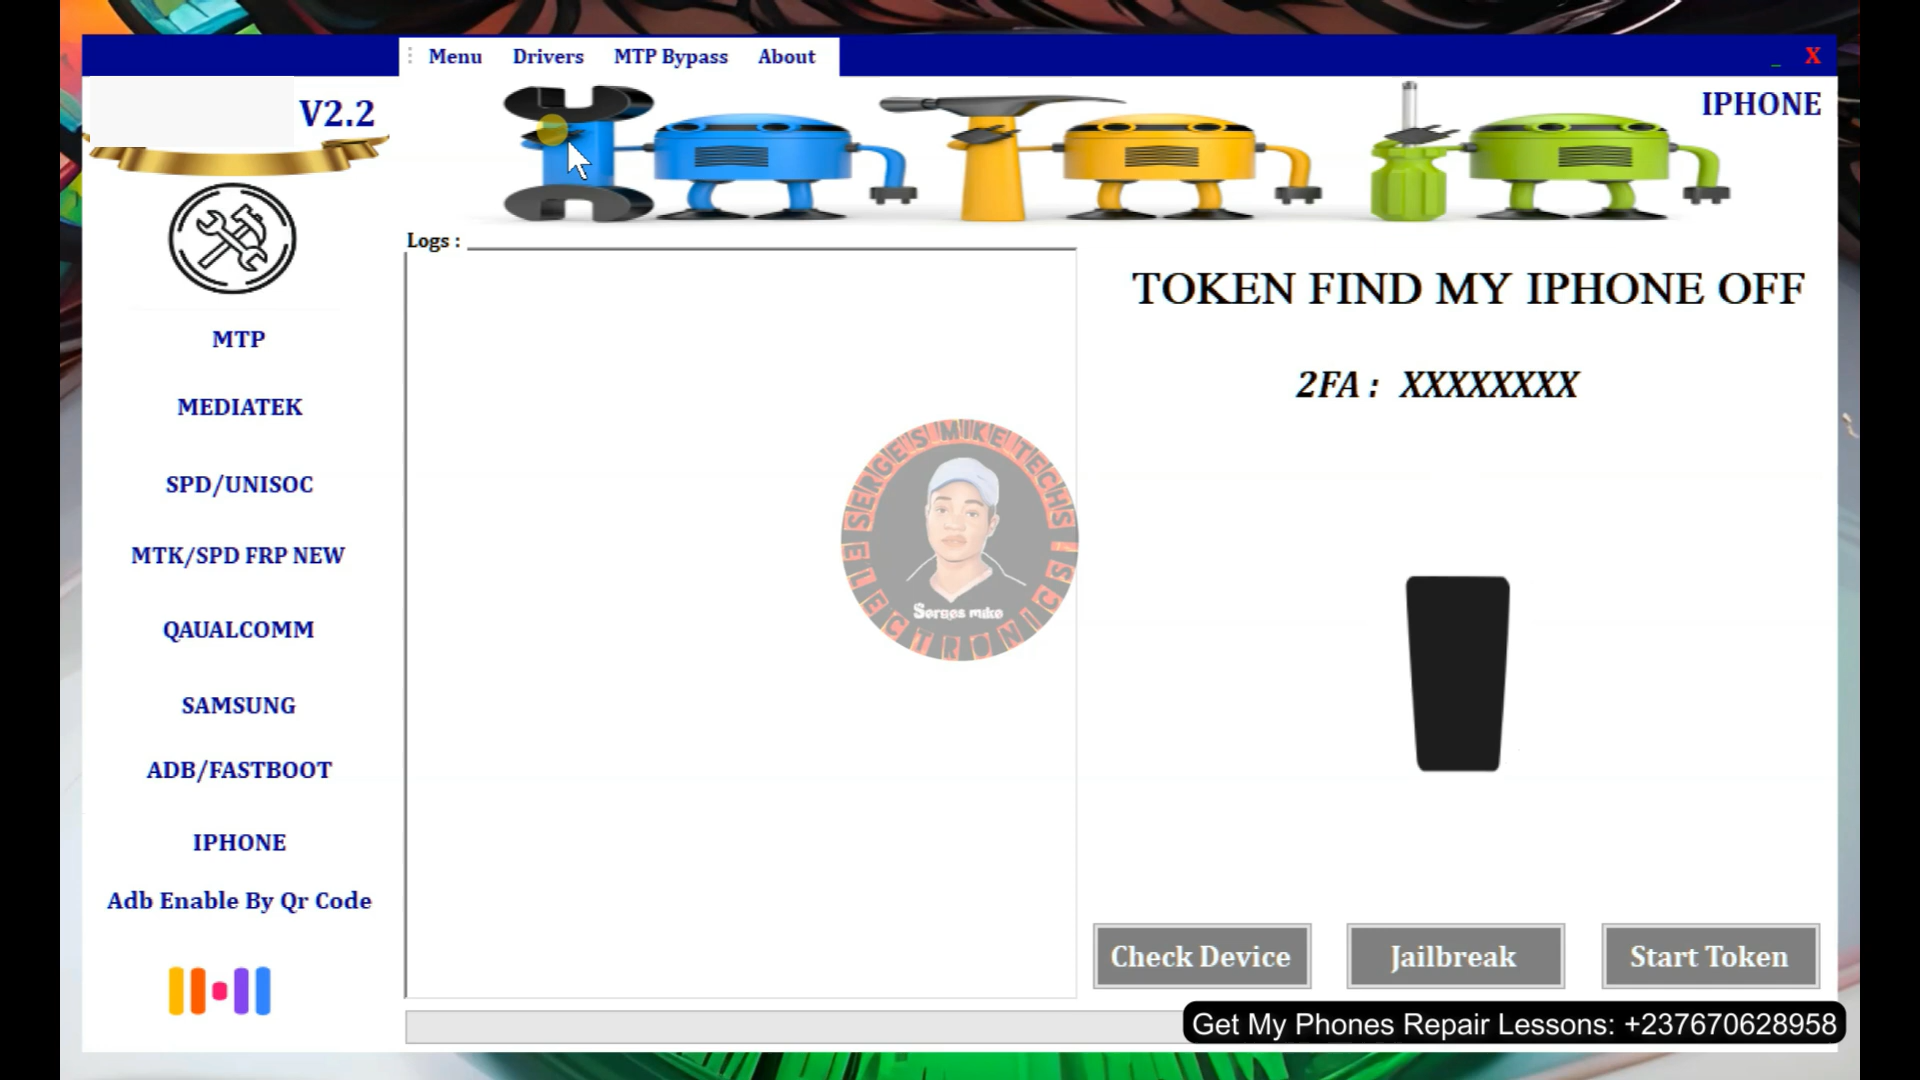 Menu Drivers MTP Bypass About
_ X
V2.2
IPHONE
Logs :
TOKEN FIND MY IPHONE OFF
2FA : XXXXXXXX
MTP
MEDIATEK
SPD/UNISOC
MTK/SPD FRP NEW
QAUALCOMM
SAMSUNG
ADB/FASTBOOT
IPHONE
Adb Enable By Qr Code
SERGE'S MIKE TECHS
ELECTRONICS
Serges mike
Check Device Jailbreak Start Token
Get My Phones Repair Lessons: +237670628958